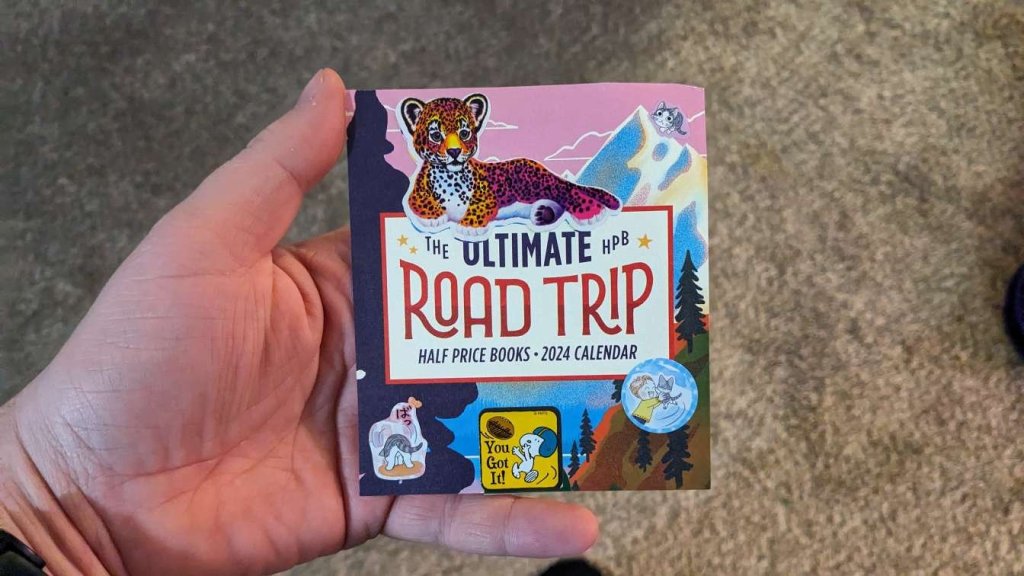 THE ULTIMATE HPB
ROAD TRIP
HALF PRICE BOOKS • 2024 CALENDAR
You
Got
It!